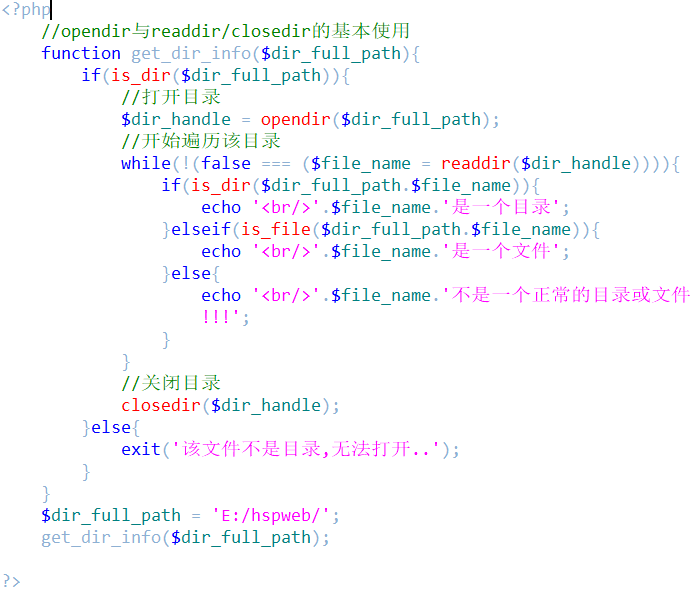 <?php
    //opendir与readdir/closedir的基本使用
    function get_dir_info($dir_full_path){
        if(is_dir($dir_full_path)){
            //打开目录
            $dir_handle = opendir($dir_full_path);
            //开始遍历该目录
            while(!(false === ($file_name = readdir($dir_handle)))){
                if(is_dir($dir_full_path.$file_name)){
                    echo '<br/>'.$file_name.'是一个目录';
                }elseif(is_file($dir_full_path.$file_name)){
                    echo '<br/>'.$file_name.'是一个文件';
                }else{
                    echo '<br/>'.$file_name.'不是一个正常的目录或文件
                    !!!';
                }
            }
            //关闭目录
            closedir($dir_handle);
        }else{
            exit('该文件不是目录,无法打开..');
        }
    }
    $dir_full_path = 'E:/hspweb/';
    get_dir_info($dir_full_path);
?>